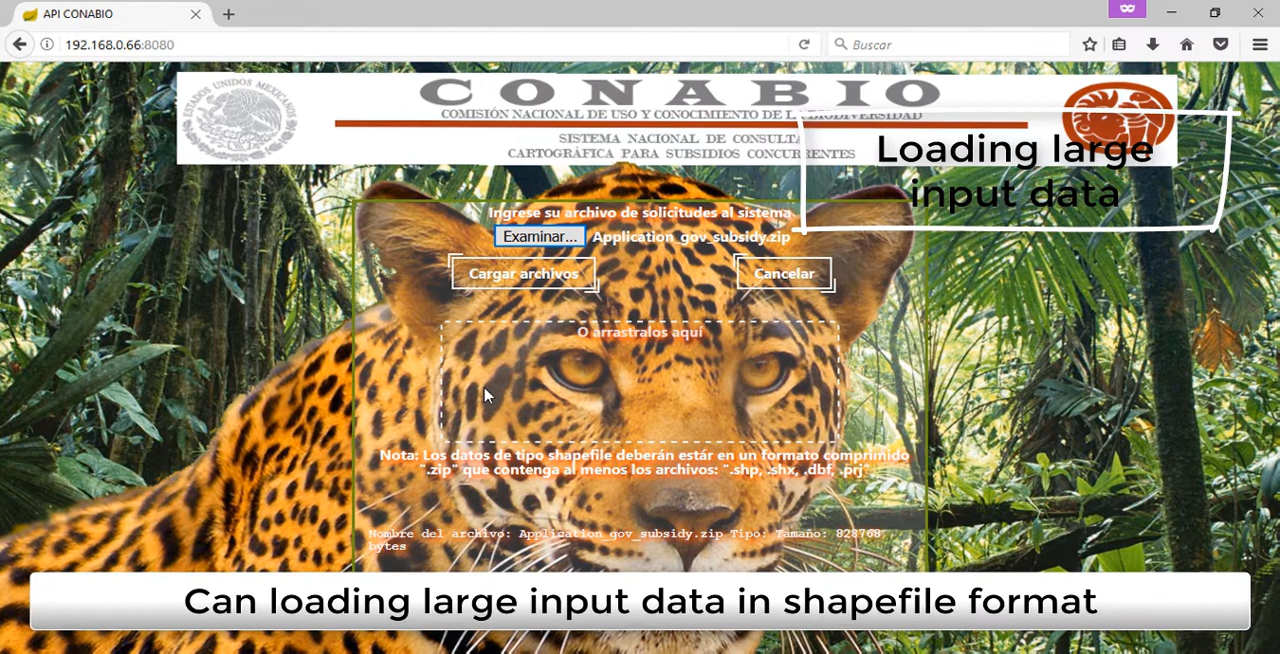 API CONABIO
192.168.0.66:8080
Buscar
ESTADOS UNIDOS MEXICANOS
CONABIO
COMISIÓN NACIONAL DE USO Y CONOCIMIENTO DE LA BIODIVERSIDAD
SISTEMA NACIONAL DE CONSULTA
CARTOGRÁFICA PARA SUBSIDIOS CONCURRENTES
Loading large
input data
Ingrese su archivo de solicitudes al sistema
Examinar... Application_gov_subsidy.zip
Cargar archivos Cancelar
O arrastralos aquí
Nota: Los datos de tipo shapefile deberán estár en un formato comprimido
".zip" que contenga al menos los archivos: ".shp, .shx, .dbf, .prj"
Nombre del archivo: Application_gov_subsidy.zip Tipo: Tamaño: 828768
bytes
Can loading large input data in shapefile format